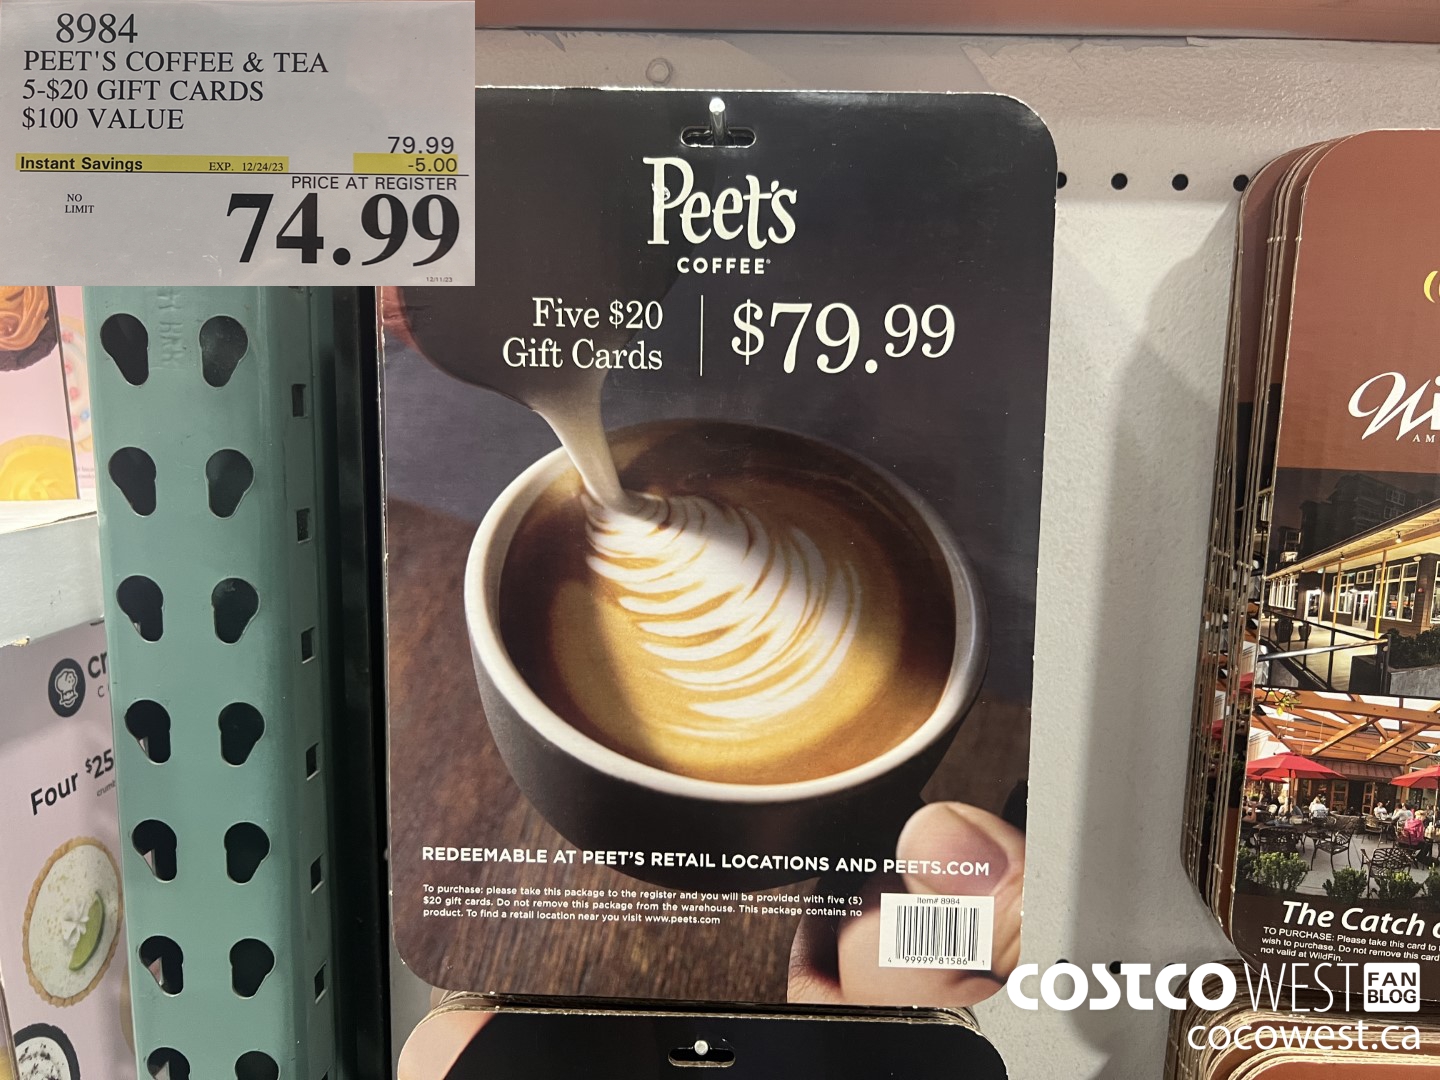 8984
PEET'S COFFEE & TEA
5-$20 GIFT CARDS
$100 VALUE
79.99
Instant Savings EXP. 12/24/23 -5.00
PRICE AT REGISTER
NO
LIMIT
74.99
12/11/23
Peet's
COFFEE®
Five $20
Gift Cards
$79.99
REDEEMABLE AT PEET'S RETAIL LOCATIONS AND PEETS.COM
To purchase: please take this package to the register and you will be provided with five (5)
$20 gift cards. Do not remove this package from the warehouse. This package contains no
product. To find a retail location near you visit www.peets.com
Item# 8984
4 99999 81586 1
Four $25
The Catch
TO PURCHASE: Please take this card to
wish to purchase. Do not remove this card
not valid at WildFin.
COSTCO WEST FAN
BLOG
cocowest.ca